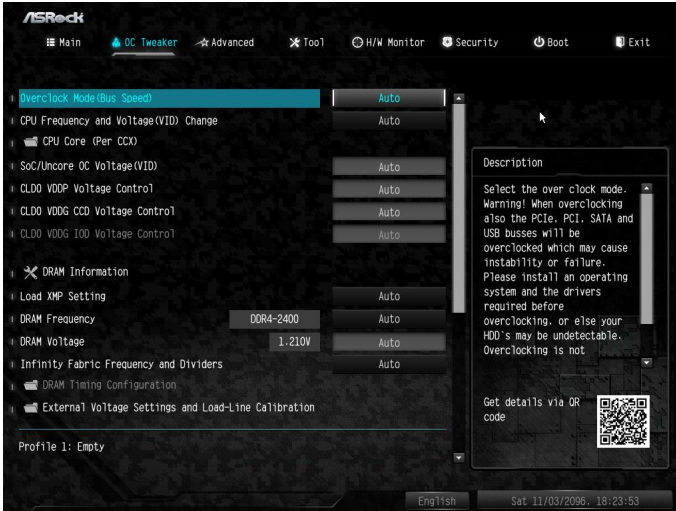 ASRock
Main OC Tweaker Advanced Tool H/W Monitor Security Boot Exit
Overclock Mode(Bus Speed) Auto
CPU Frequency and Voltage(VID) Change Auto
CPU Core (Per CCX)
SoC/Uncore OC Voltage(VID) Auto
CLDO VDDP Voltage Control Auto
CLDO VDDG CCD Voltage Control Auto
CLDO VDDG IOD Voltage Control Auto
DRAM Information
Load XMP Setting Auto
DRAM Frequency DDR4-2400 Auto
DRAM Voltage 1.210V Auto
Infinity Fabric Frequency and Dividers Auto
DRAM Timing Configuration
External Voltage Settings and Load-Line Calibration
Profile 1: Empty
Description
Select the over clock mode.
Warning! When overclocking
also the PCIe, PCI, SATA and
USB busses will be
overclocked which may cause
instability or failure.
Please install an operating
system and the drivers
required before
overclocking, or else your
HDD`s may be undetectable.
Overclocking is not
Get details via QR
code
English Sat 11/03/2096, 18:23:53